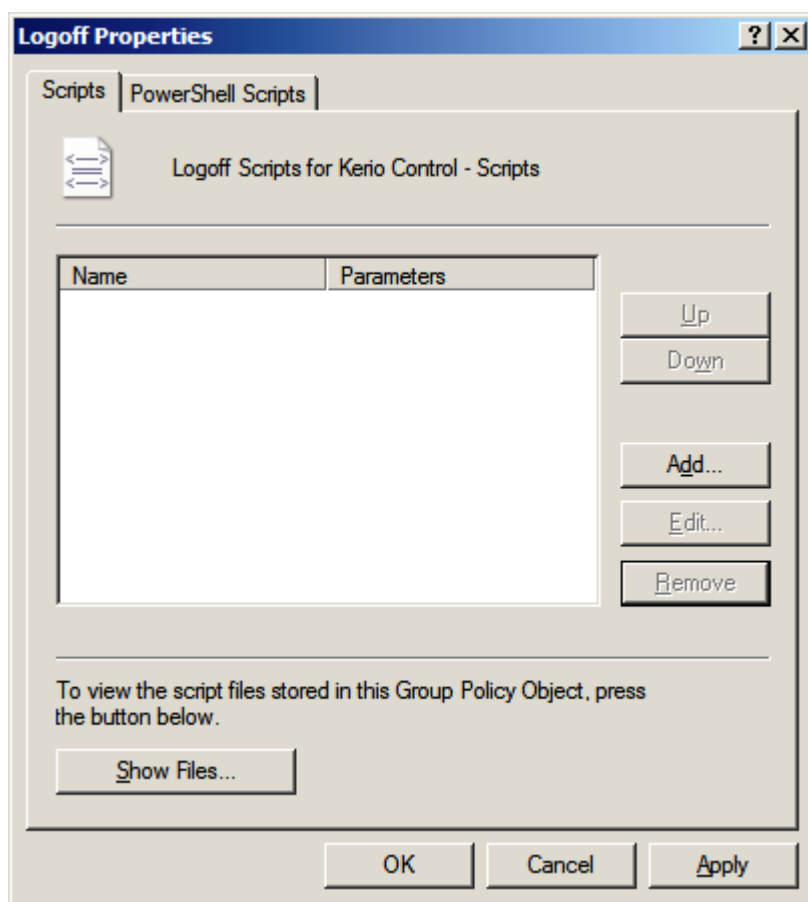 Logoff Properties
Scripts
PowerShell Scripts
Logoff Scripts for Kerio Control - Scripts
Name
Parameters
Up
Down
Add...
Edit...
Remove
To view the script files stored in this Group Policy Object, press
the button below.
Show Files...
OK
Cancel
Apply